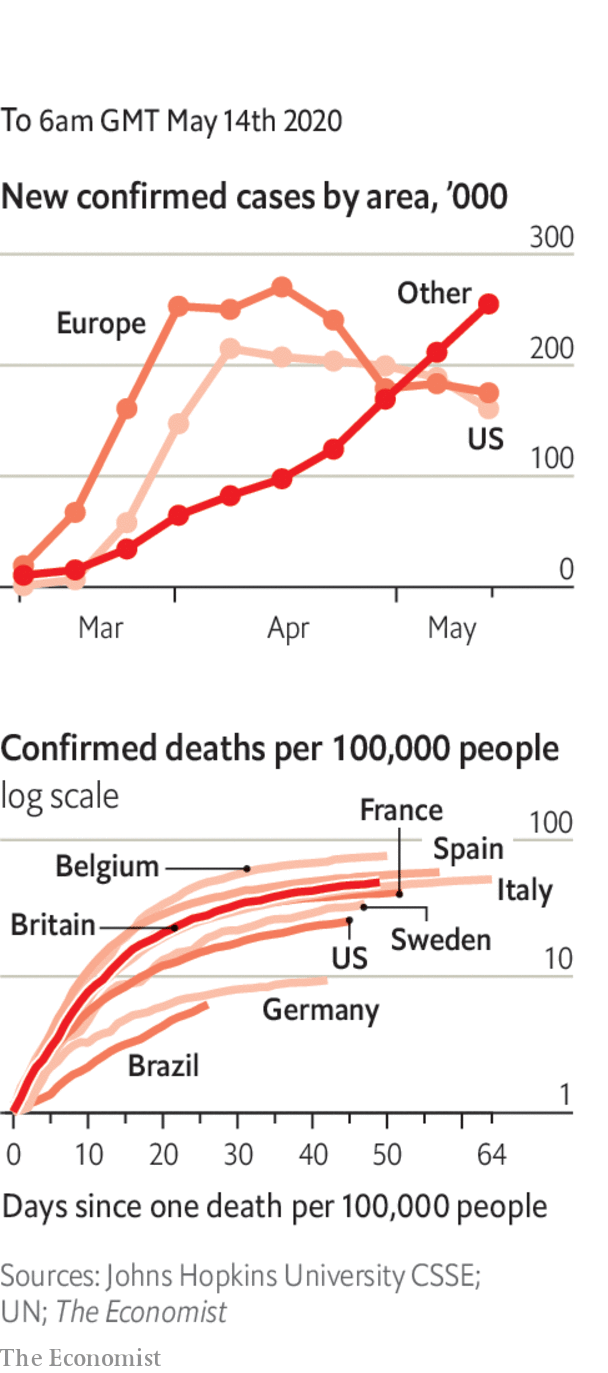 To 6am GMT May 14th 2020
New confirmed cases by area, ’000
300
Other
Europe
200
US
100
0
Mar Apr May
Confirmed deaths per 100,000 people
log scale
France
100
Spain
Belgium
Italy
Britain
Sweden
US
10
Germany
Brazil
1
0 10 20 30 40 50 64
Days since one death per 100,000 people
Sources: Johns Hopkins University CSSE;
UN; The Economist
The Economist